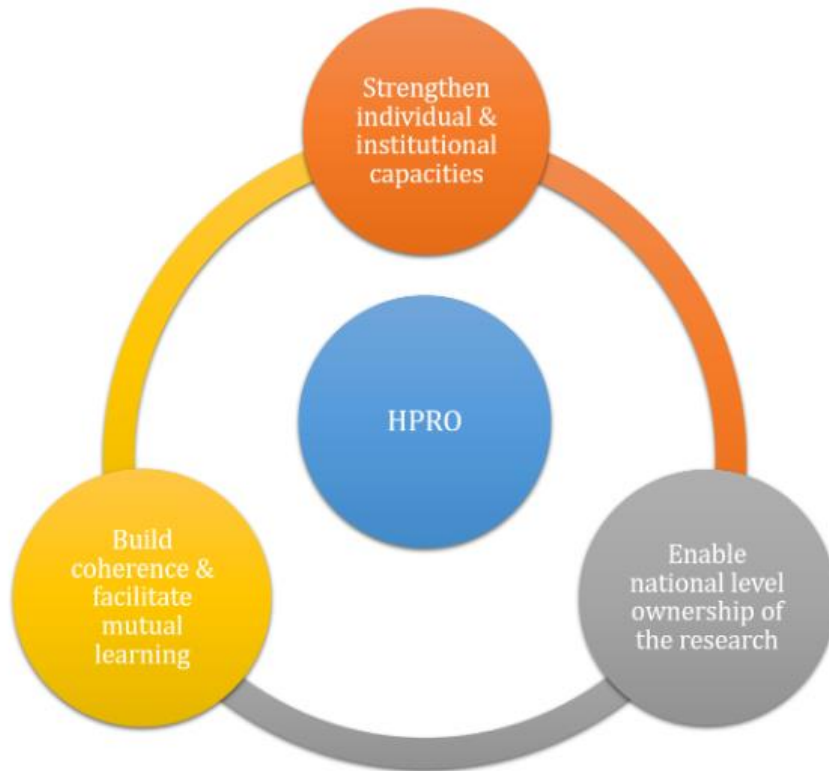 Strengthen
individual &
institutional
capacities
HPRO
Build
coherence &
facilitate
mutual
learning
Enable
national level
ownership of
the research